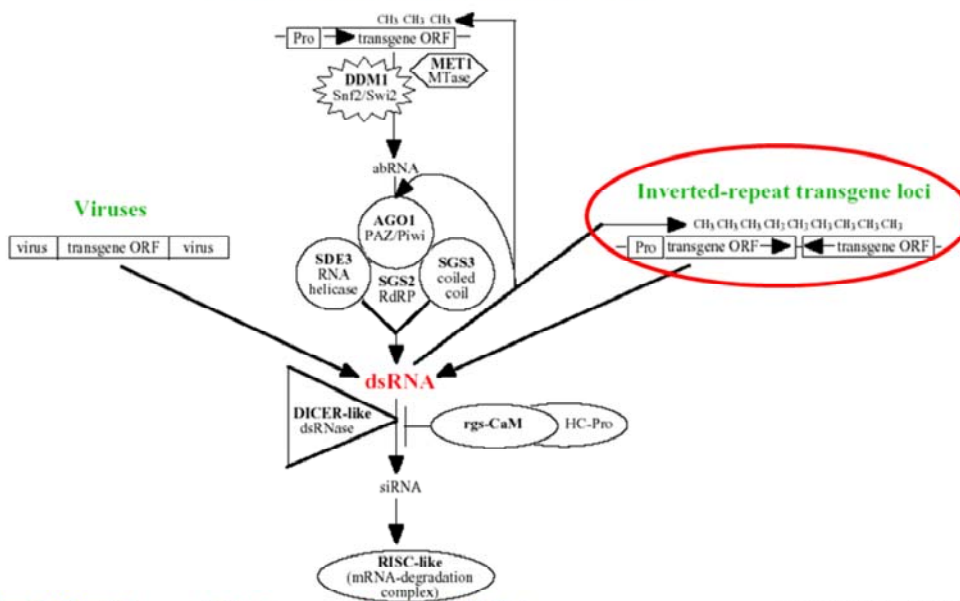 CH3 CH3 CH3
Pro transgene ORF
MET1
MTase
DDM1
Snf2/Swi2
abRNA
Viruses
virus transgene ORF virus
AGO1
PAZ/Piwi
SDE3
RNA
helicase
SGS2
RdRP
SGS3
coiled
coil
Inverted-repeat transgene loci
CH3 CH3 CH3 CH3 CH3 CH3 CH3 CH3 CH3
Pro transgene ORF transgene ORF
dsRNA
DICER-like
dsRNase
rgs-CaM HC-Pro
siRNA
RISC-like
(mRNA-degradation
complex)